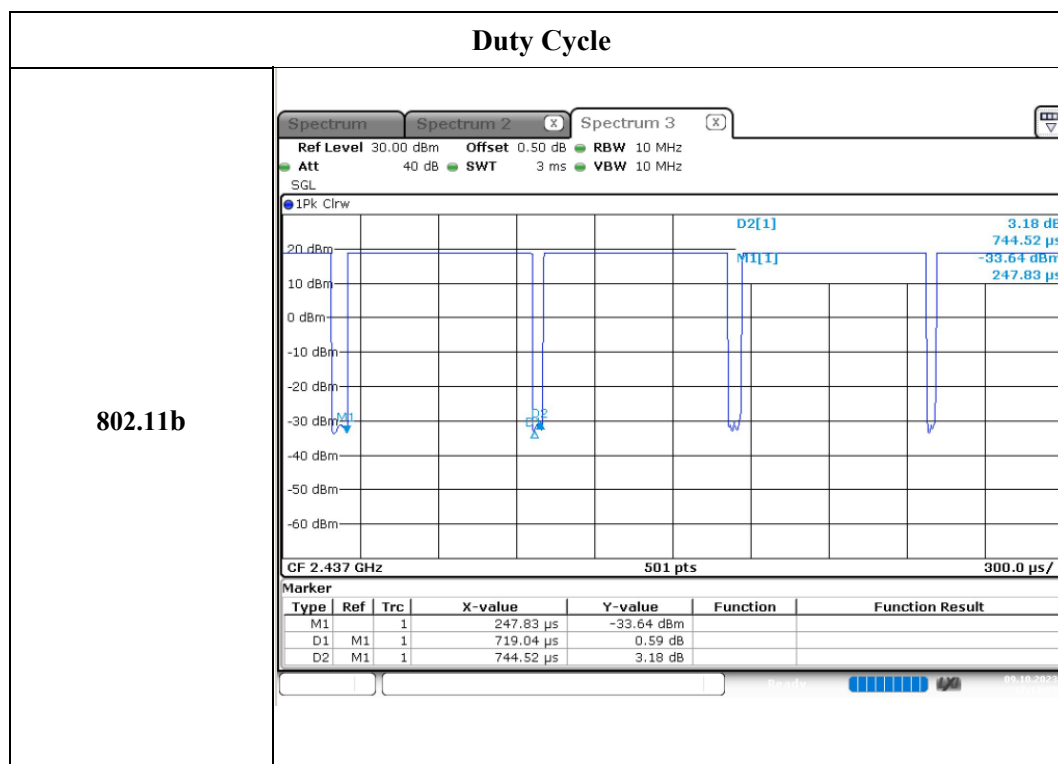 Duty Cycle
802.11b
Spectrum Spectrum 2 X Spectrum 3 X
Ref Level 30.00 dBm Offset 0.50 dB RBW 10 MHz
Att 40 dB SWT 3 ms VBW 10 MHz
SGL
1Pk Clrw
D2[1] 3.18 dB
744.52 µs
M1[1] -33.64 dBm
247.83 µs
20 dBm
10 dBm
0 dBm
-10 dBm
-20 dBm
-30 dBm
-40 dBm
-50 dBm
-60 dBm
M1
D2
CF 2.437 GHz 501 pts 300.0 µs/
Marker
Type Ref Trc X-value Y-value Function Function Result
M1 1 247.83 µs -33.64 dBm
D1 M1 1 719.04 µs 0.59 dB
D2 M1 1 744.52 µs 3.18 dB
Ready 09.10.2023